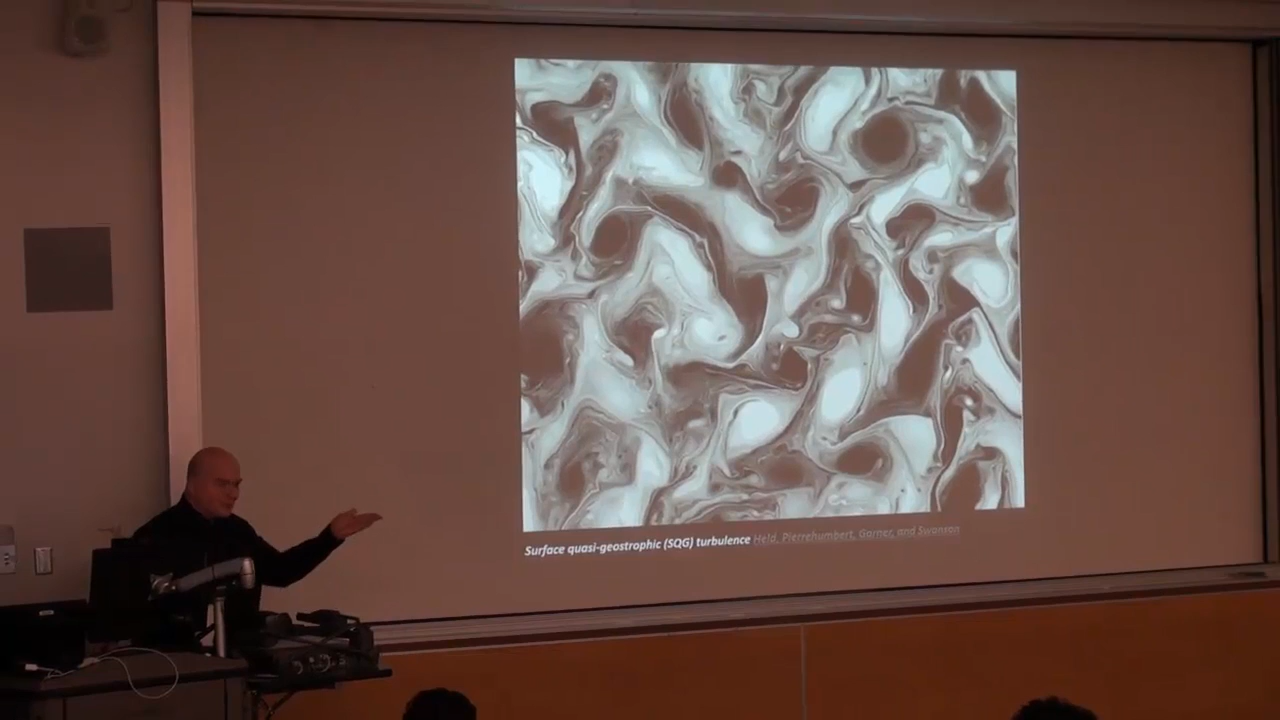 Surface quasi-geostrophic (SQG) turbulence Held, Pierrehumbert, Garner, and Swanson